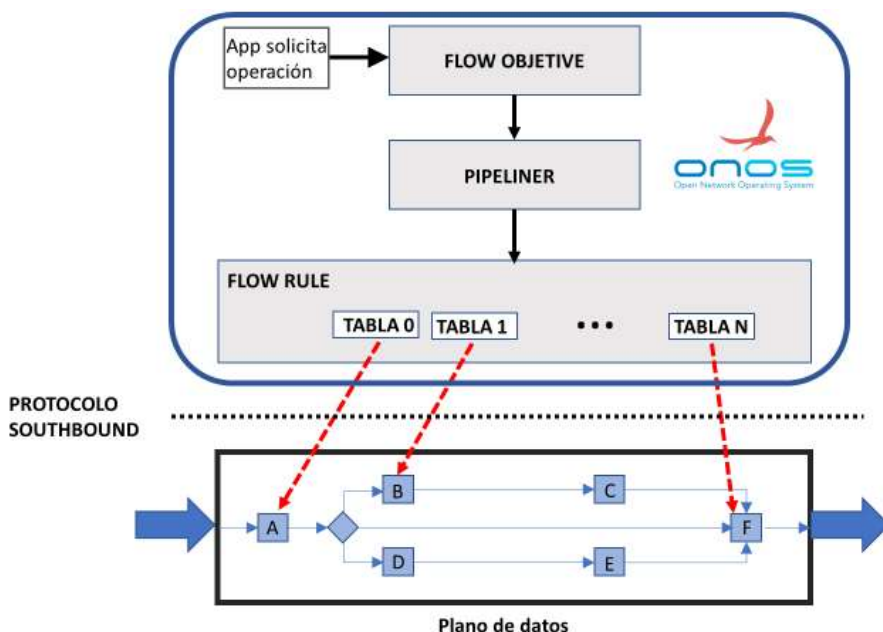 App solicita
operación
FLOW OBJETIVE
PIPELINER
onos
Open Network Operating System
FLOW RULE
TABLA 0
TABLA 1
...
TABLA N
PROTOCOLO
SOUTHBOUND
B
C
A
F
D
E
Plano de datos